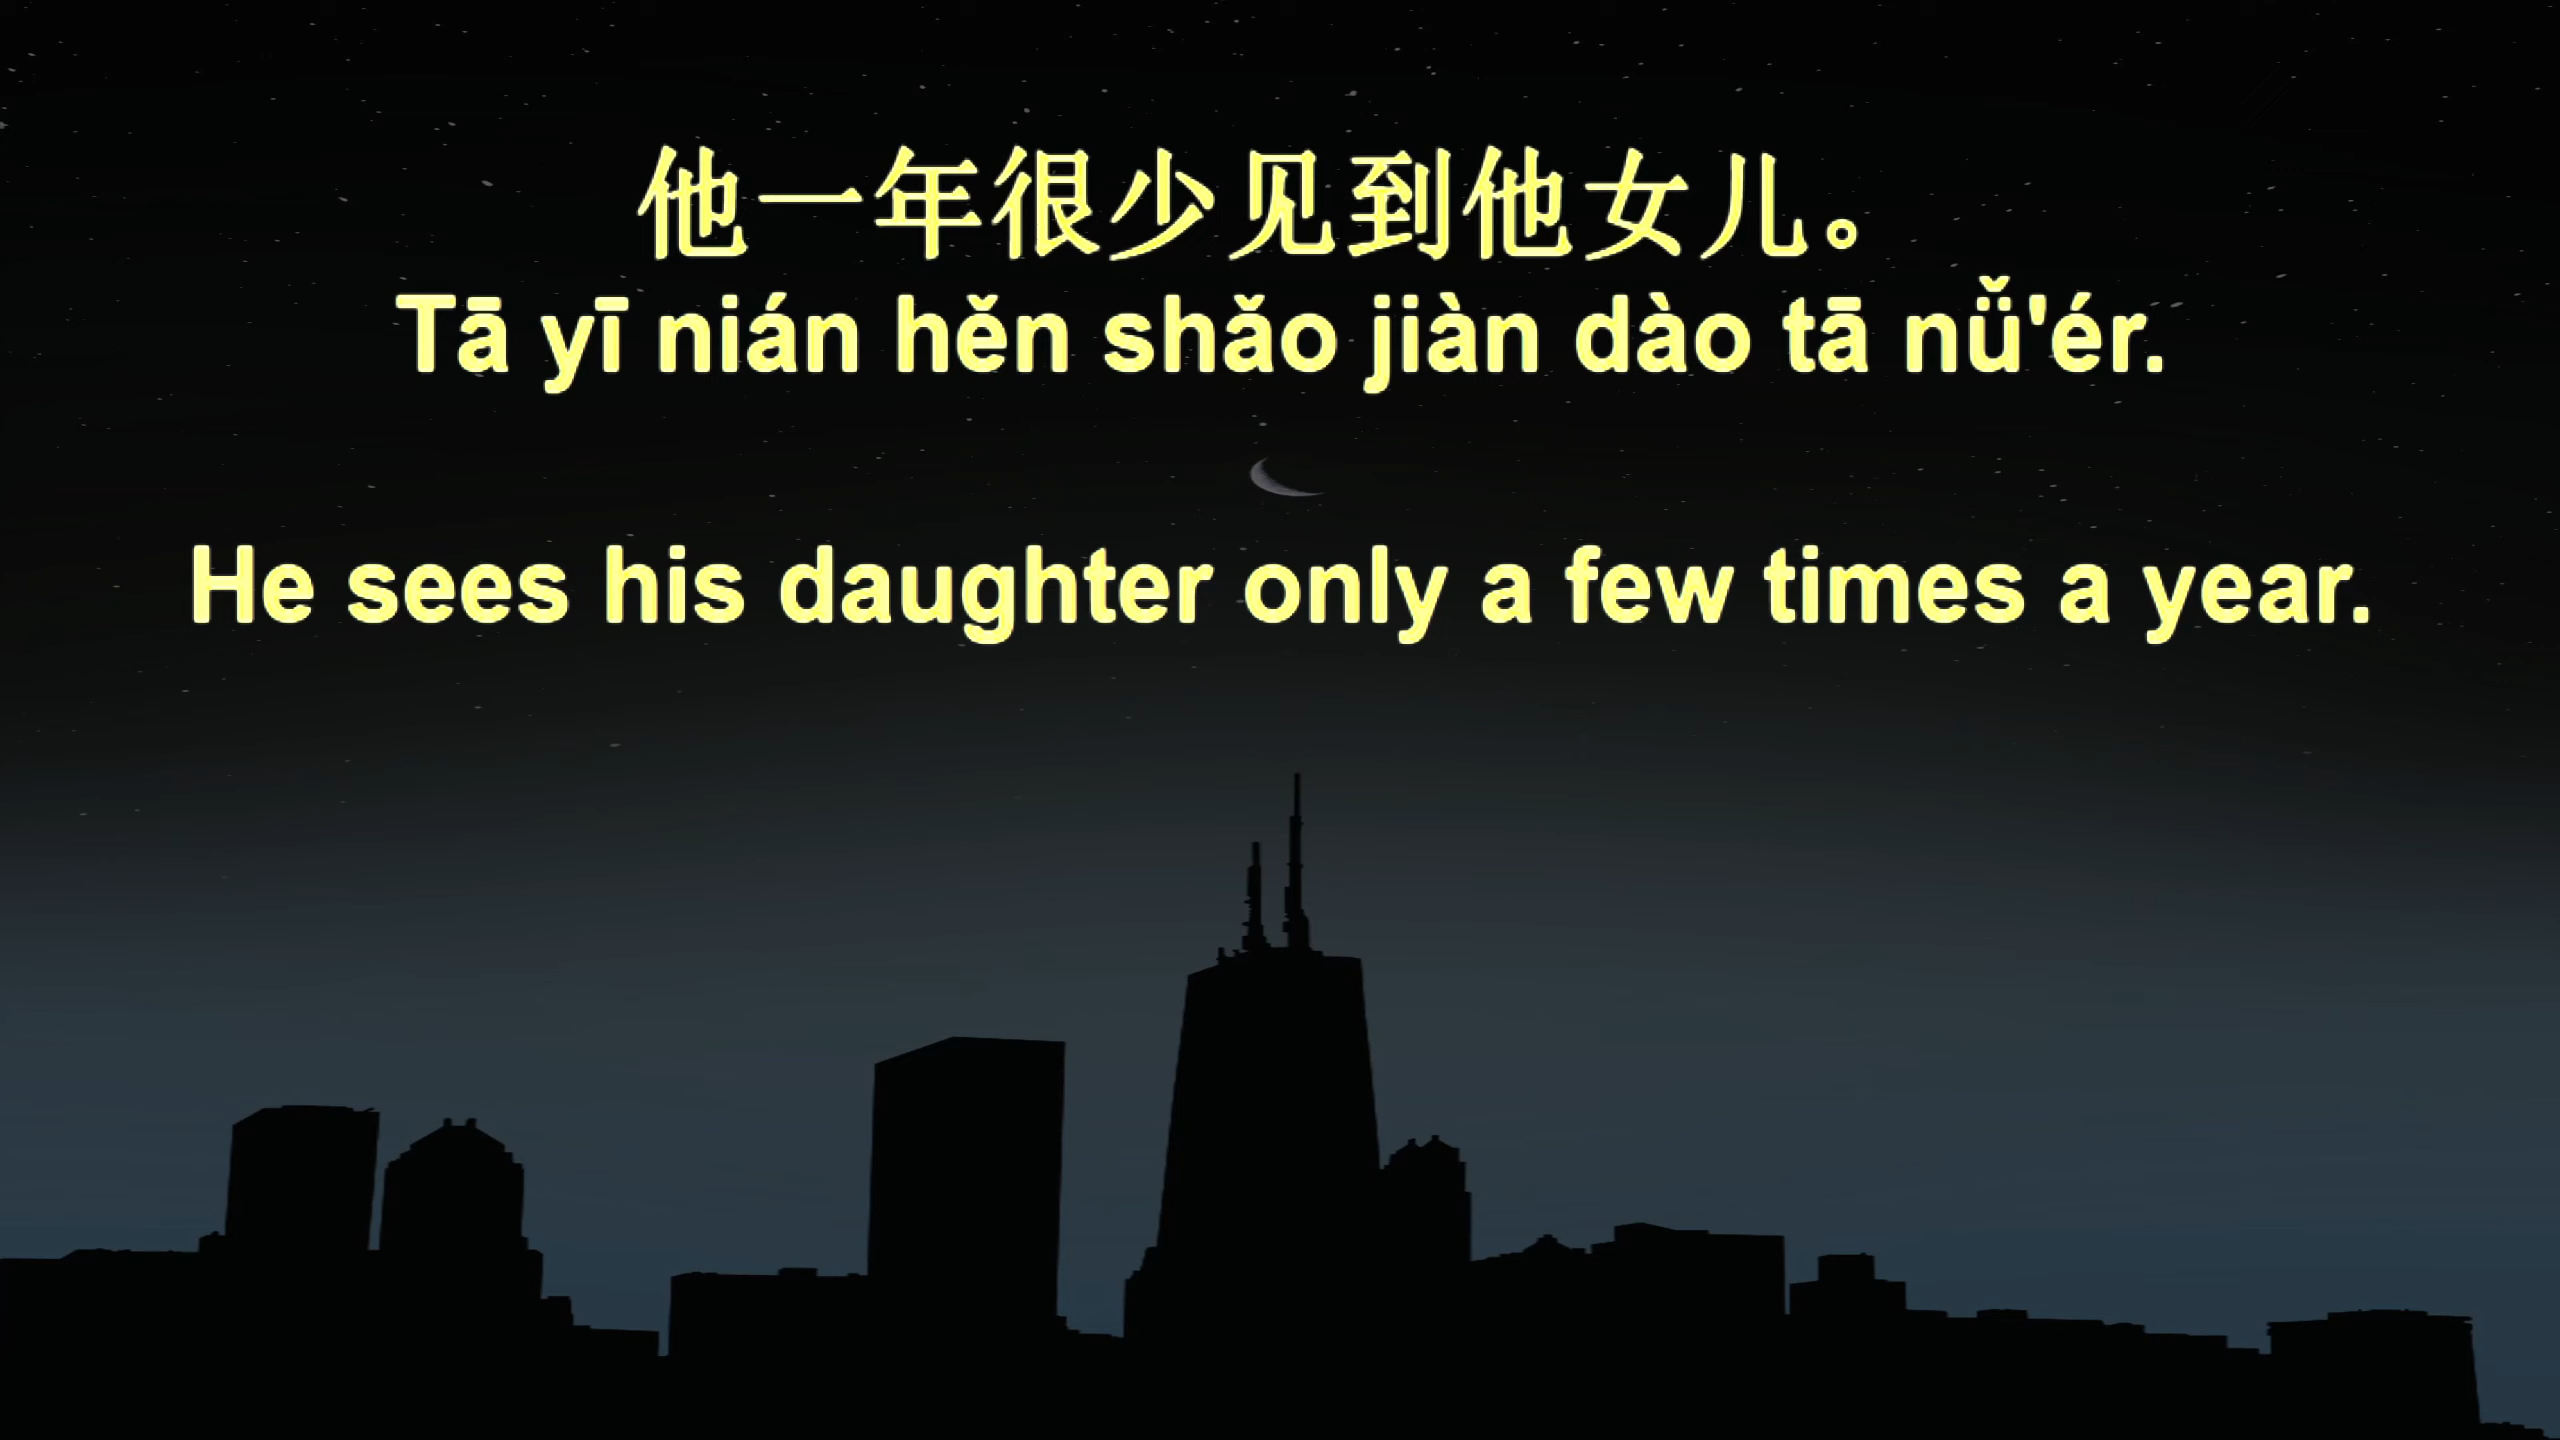 他一年很少见到他女儿。
Tā yī nián hěn shǎo jiàn dào tā nǚ'ér.
He sees his daughter only a few times a year.